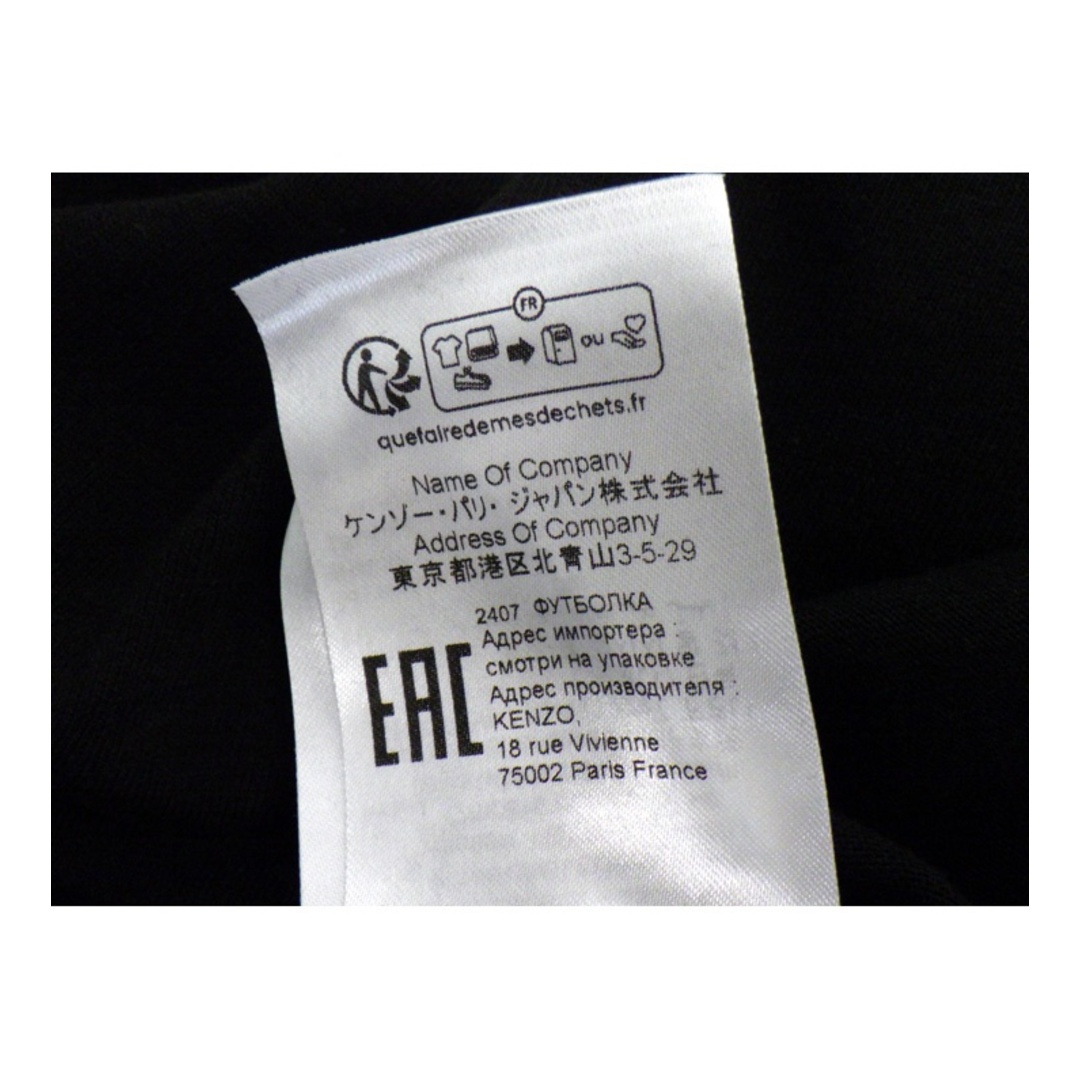 FR
ou
quefairedemesdechets.fr
Name Of Company
ケンゾー・パリ・ジャパン株式会社
Address Of Company
東京都港区北青山3-5-29
2407 ФУТБОЛКА
Адрес импортера :
смотри на упаковке
Адрес производителя :
EAC
KENZO,
18 rue Vivienne
75002 Paris France